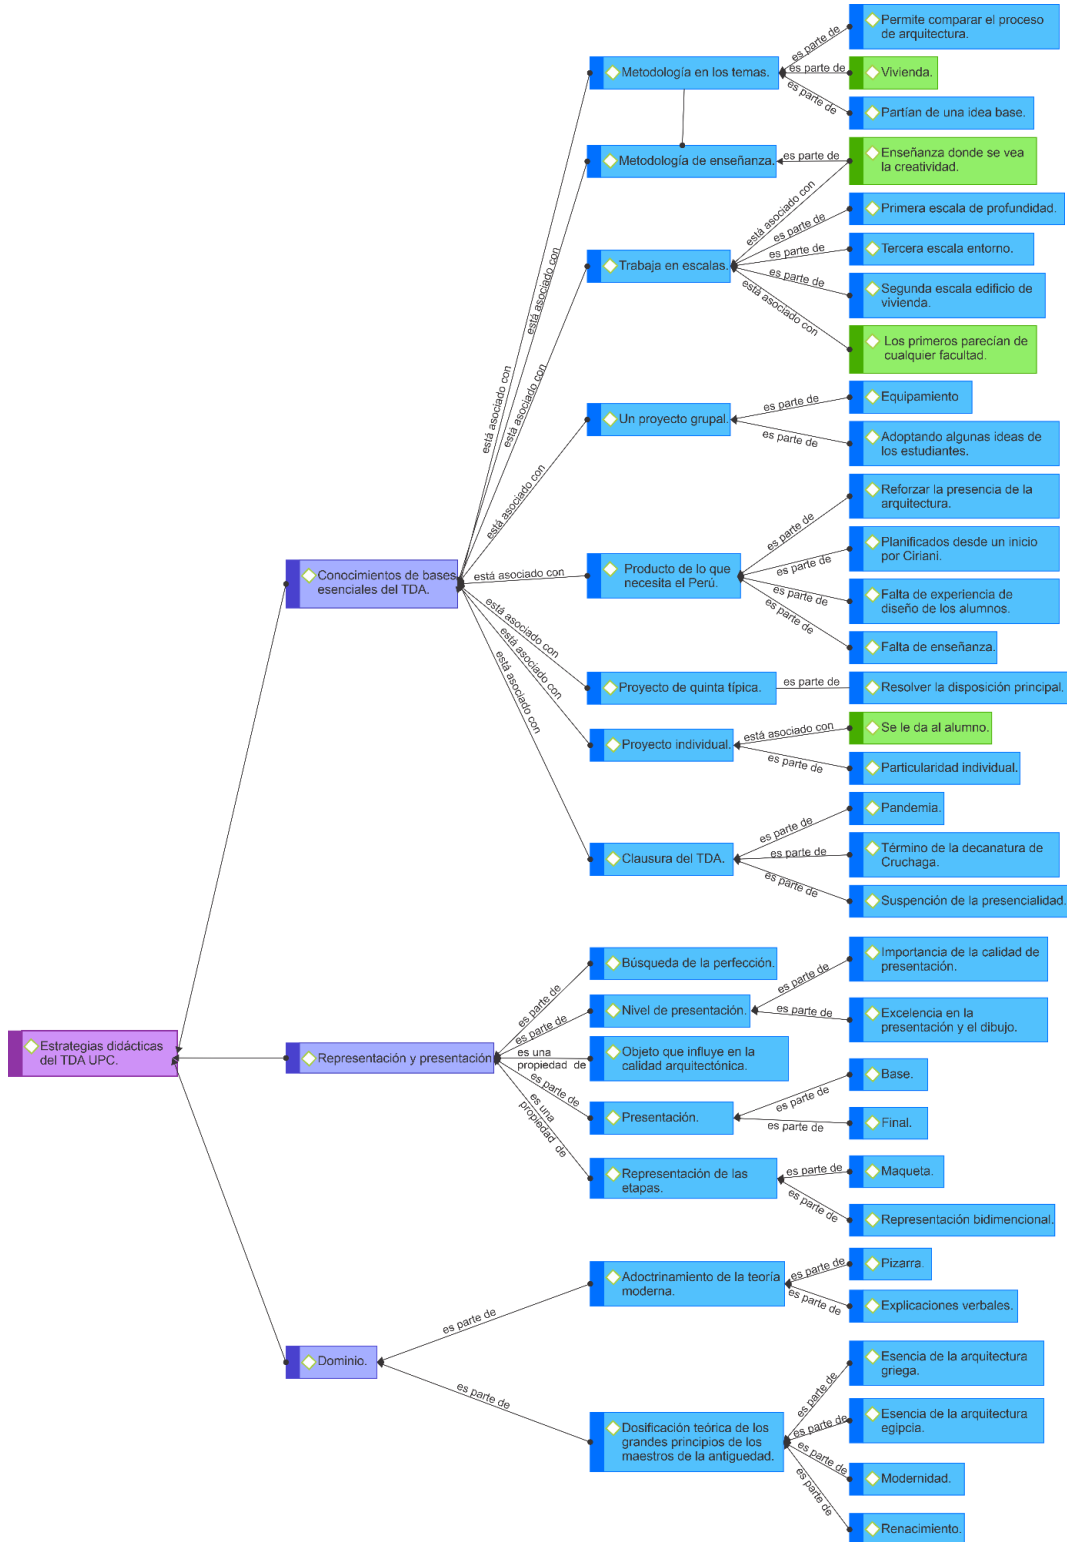 Estrategias didácticas
del TDA UPC.
Conocimientos de bases
esenciales del TDA.
está asociado con
está asociado con
está asociado con
está asociado con
está asociado con
está asociado con
está asociado con
está asociado con
Metodología en los temas.
es parte de
Permite comparar el proceso
de arquitectura.
es parte de
Vivienda.
es parte de
Partían de una idea base.
Metodología de enseñanza.
es parte de
Enseñanza donde se vea
la creatividad.
Trabaja en escalas.
está asociado con
es parte de
Primera escala de profundidad.
es parte de
Tercera escala entorno.
es parte de
Segunda escala edificio de
vivienda.
está asociado con
Los primeros parecían de
cualquier facultad.
Un proyecto grupal.
es parte de
Equipamiento
es parte de
Adoptando algunas ideas de
los estudiantes.
Producto de lo que
necesita el Perú.
es parte de
Reforzar la presencia de la
arquitectura.
es parte de
Planificados desde un inicio
por Ciriani.
es parte de
Falta de experiencia de
diseño de los alumnos.
es parte de
Falta de enseñanza.
Proyecto de quinta típica.
es parte de
Resolver la disposición principal.
Proyecto individual.
está asociado con
Se le da al alumno.
es parte de
Particularidad individual.
Clausura del TDA.
es parte de
Pandemia.
es parte de
Término de la decanatura de
Cruchaga.
es parte de
Suspención de la presencialidad.
Representación y presentación
es parte de
Búsqueda de la perfección.
es parte de
Nivel de presentación.
es parte de
Importancia de la calidad de
presentación.
es parte de
Excelencia en la
presentación y el dibujo.
es una
propiedad de
Objeto que influye en la
calidad arquitectónica.
es parte de
Presentación.
es parte de
Base.
es parte de
Final.
es una
propiedad de
Representación de las
etapas.
es parte de
Maqueta.
es parte de
Representación bidimencional.
Dominio.
es parte de
Adoctrinamiento de la teoría
moderna.
es parte de
Pizarra.
es parte de
Explicaciones verbales.
es parte de
Dosificación teórica de los
grandes principios de los
maestros de la antiguedad.
es parte de
Esencia de la arquitectura
griega.
es parte de
Esencia de la arquitectura
egipcia.
es parte de
Modernidad.
es parte de
Renacimiento.